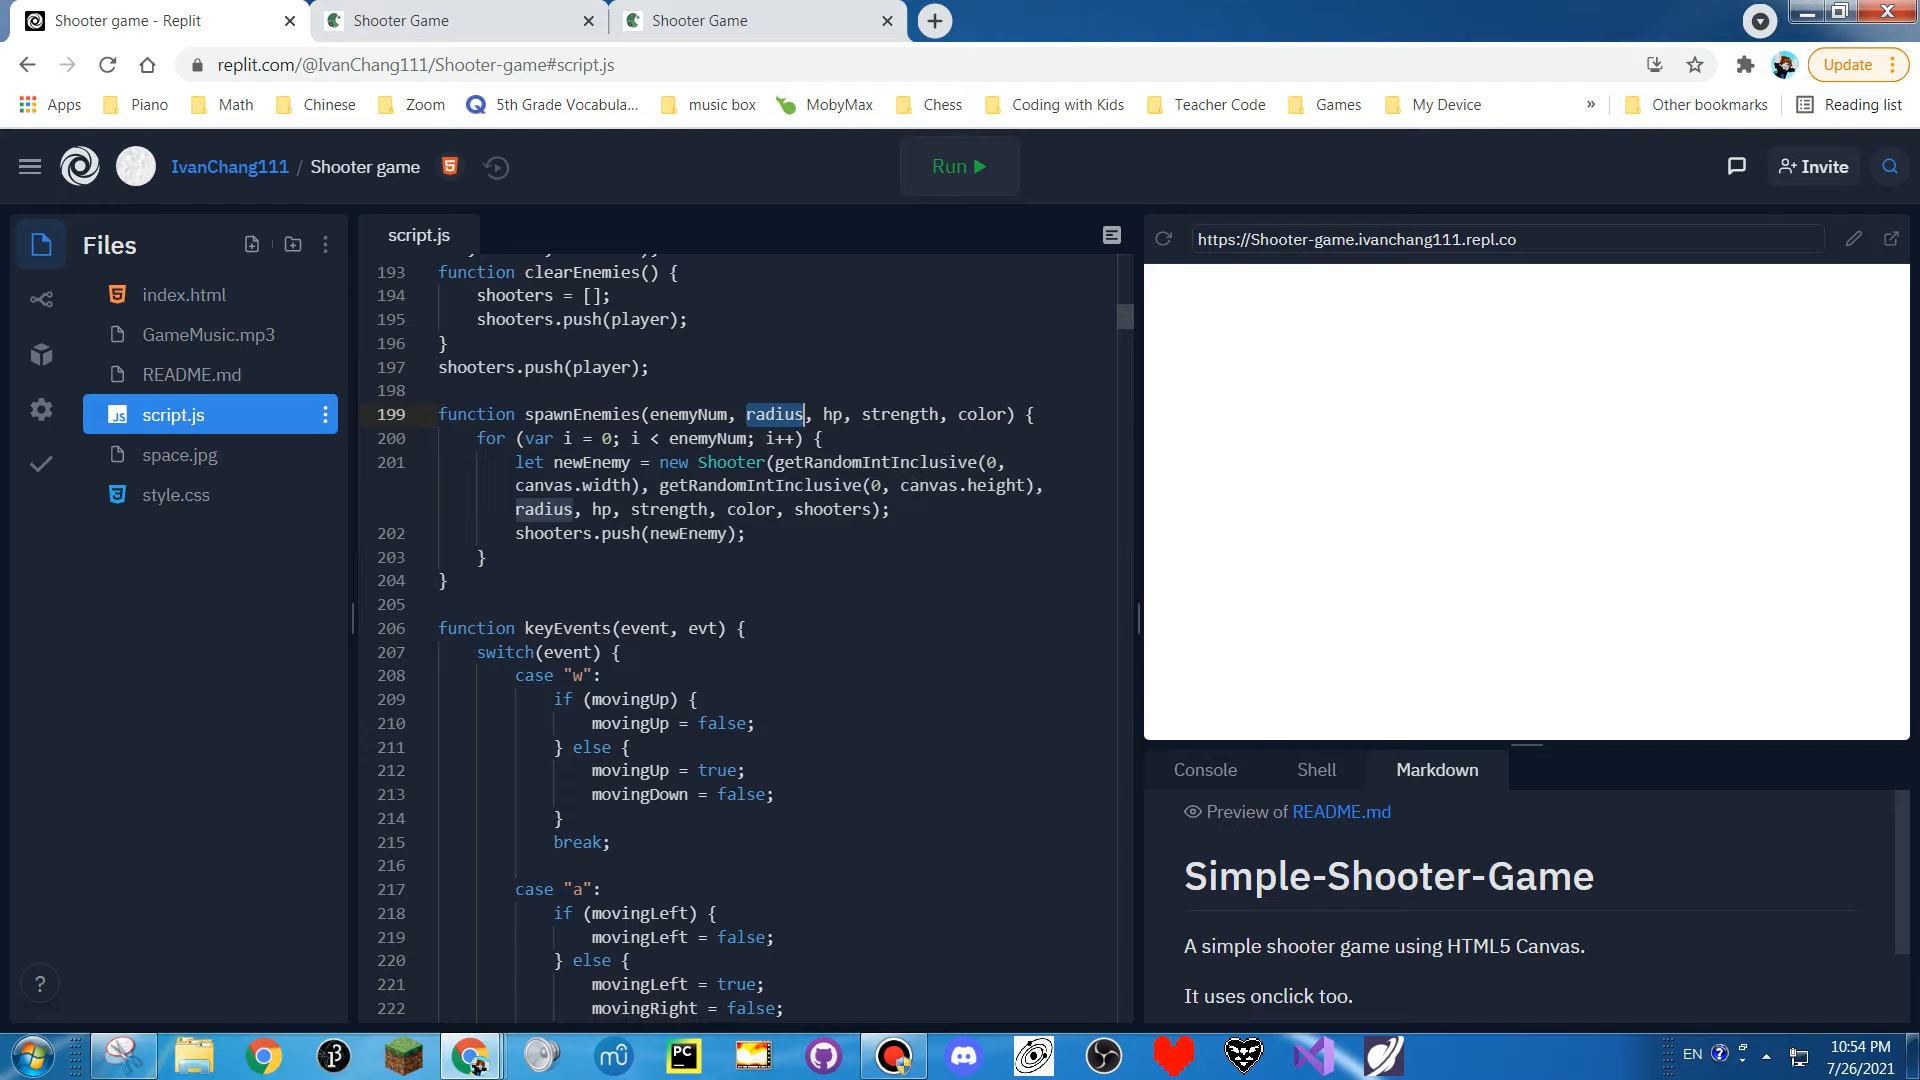 Shooter game - Replit
Shooter Game
Shooter Game
replit.com/@IvanChang111/Shooter-game#script.js
Update
Apps
Piano
Math
Chinese
Zoom
5th Grade Vocabula...
music box
MobyMax
Chess
Coding with Kids
Teacher Code
Games
My Device
»
Other bookmarks
Reading list
IvanChang111 / Shooter game
Run
Invite
Files
index.html
GameMusic.mp3
README.md
JS script.js
space.jpg
style.css
script.js
193 function clearEnemies() {
194 shooters = [];
195 shooters.push(player);
196 }
197 shooters.push(player);
198
199 function spawnEnemies(enemyNum, radius, hp, strength, color) {
200 for (var i = 0; i < enemyNum; i++) {
201 let newEnemy = new Shooter(getRandomIntInclusive(0,
canvas.width), getRandomIntInclusive(0, canvas.height),
radius, hp, strength, color, shooters);
202 shooters.push(newEnemy);
203 }
204 }
205
206 function keyEvents(event, evt) {
207 switch(event) {
208 case "w":
209 if (movingUp) {
210 movingUp = false;
211 } else {
212 movingUp = true;
213 movingDown = false;
214 }
215 break;
216
217 case "a":
218 if (movingLeft) {
219 movingLeft = false;
220 } else {
221 movingLeft = true;
222 movingRight = false;
https://Shooter-game.ivanchang111.repl.co
Console
Shell
Markdown
Preview of README.md
Simple-Shooter-Game
A simple shooter game using HTML5 Canvas.
It uses onclick too.
?
PC
EN
?
10:54 PM
7/26/2021